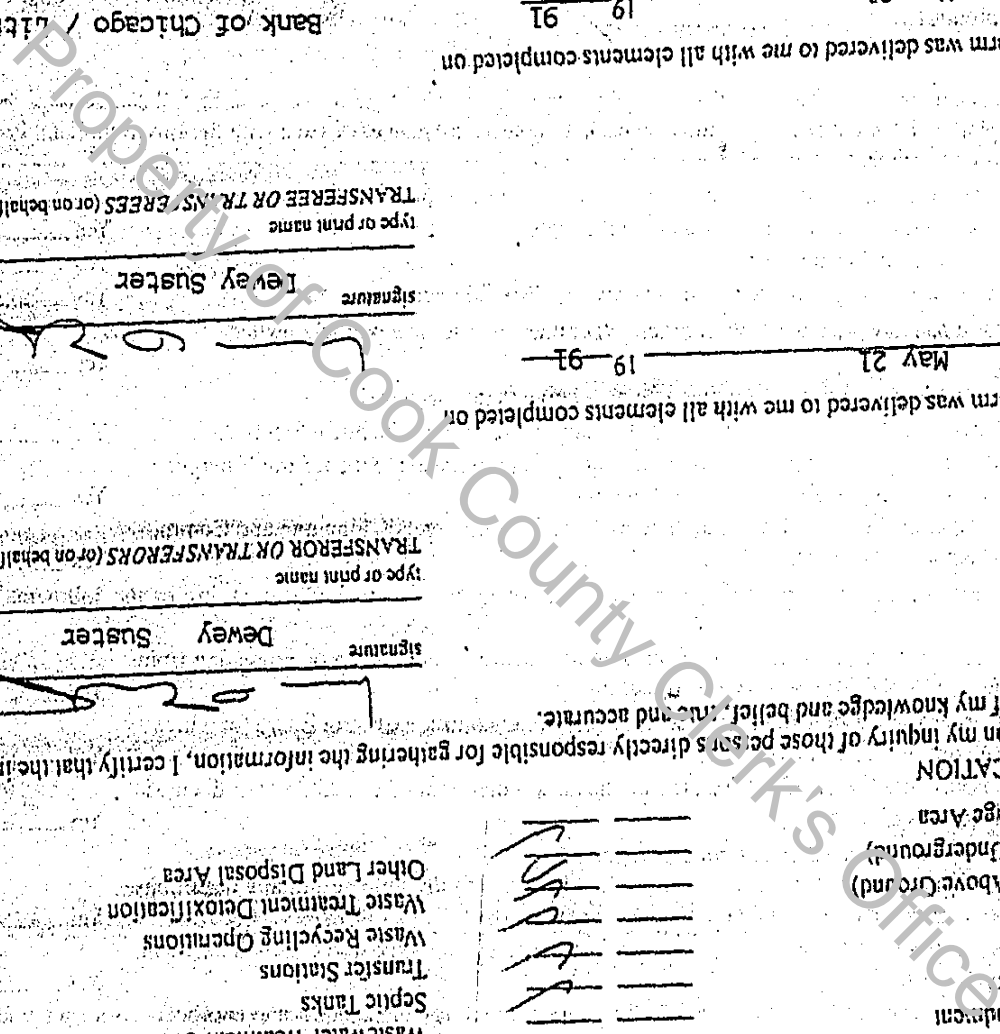 Septic Tanks
Transfer Stations
Above Ground) Waste Recycling Operations
Underground) Waste Treatment Detoxification
ge Area Other Land Disposal Area
CATION
an my inquiry of those persons directly responsible for gathering the information, I certify that the
f my knowledge and belief, true and accurate.
signature Dewey Suster
type or print name
TRANSFEROR OR TRANSFERORS (or on behalf
rm was delivered to me with all elements completed on
May 21 19 91
signature Dewey Suster
type or print name
TRANSFEREE OR TRANSFEREES (or on behalf
rm was delivered to me with all elements completed on
19 91
Bank of Chicago /
Property of Cook County Clerk's Office